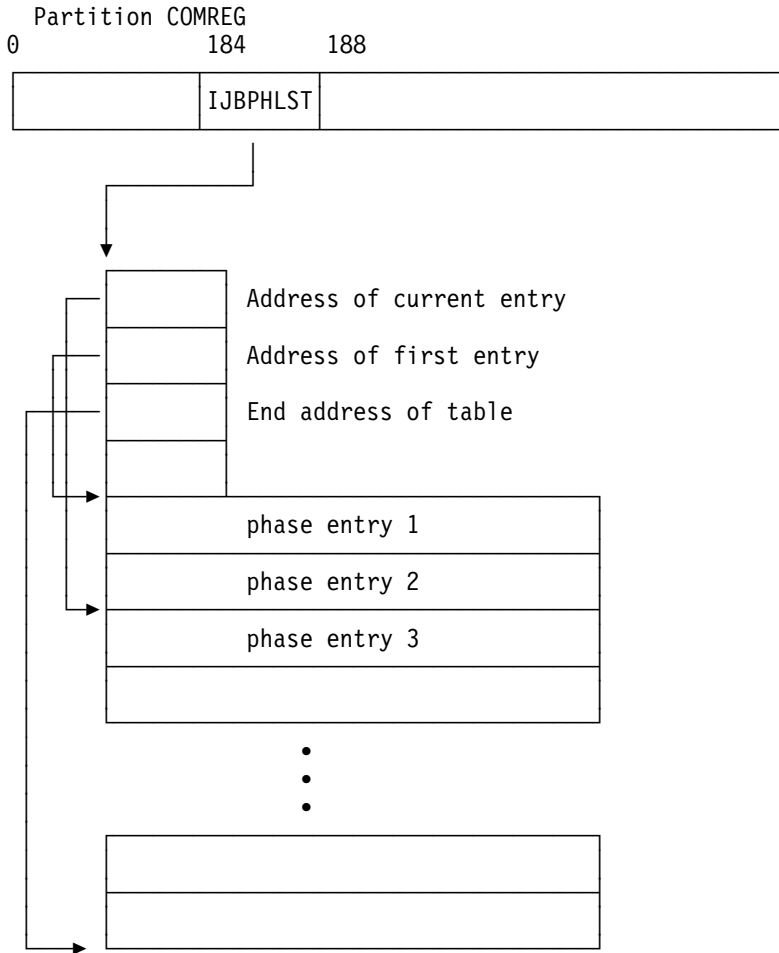 Partition COMREG
0 184 188
IJBPHLST
Address of current entry
Address of first entry
End address of table
phase entry 1
phase entry 2
phase entry 3